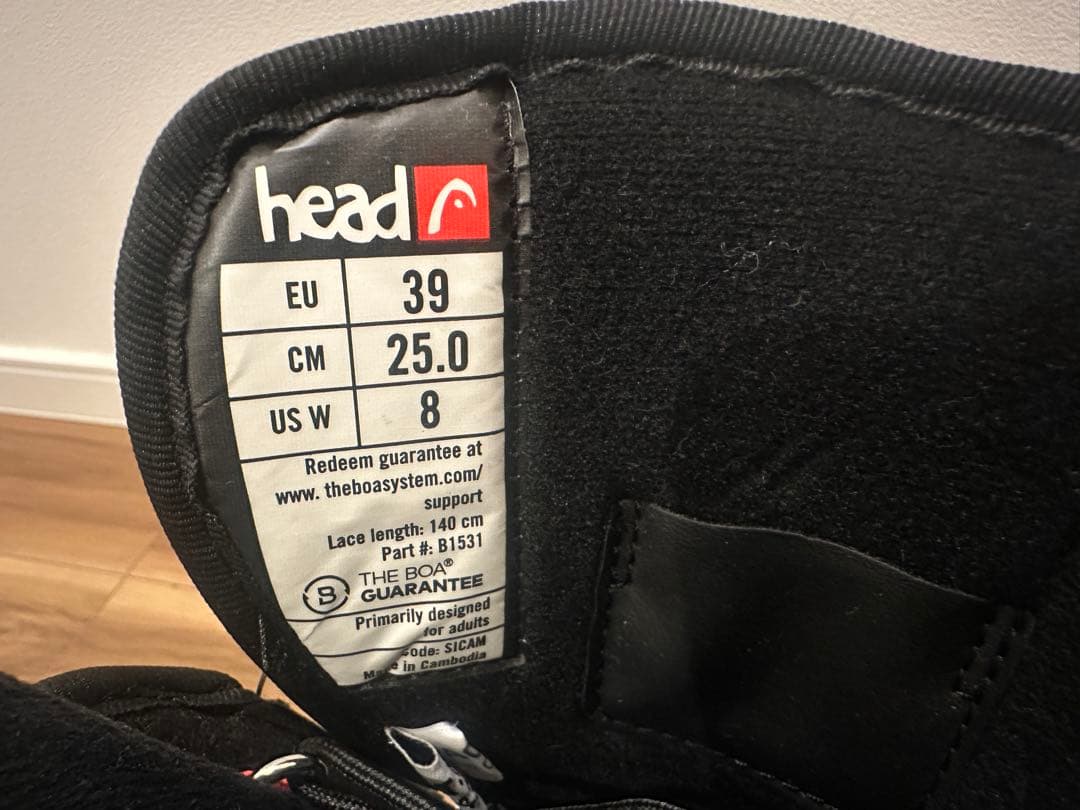 head
EU 39
CM 25.0
US W 8
Redeem guarantee at
www. theboasystem.com/
support
Lace length: 140 cm
Part #: B1531
B THE BOA®
GUARANTEE
Primarily designed
for adults
code: SICAM
Made in Cambodia